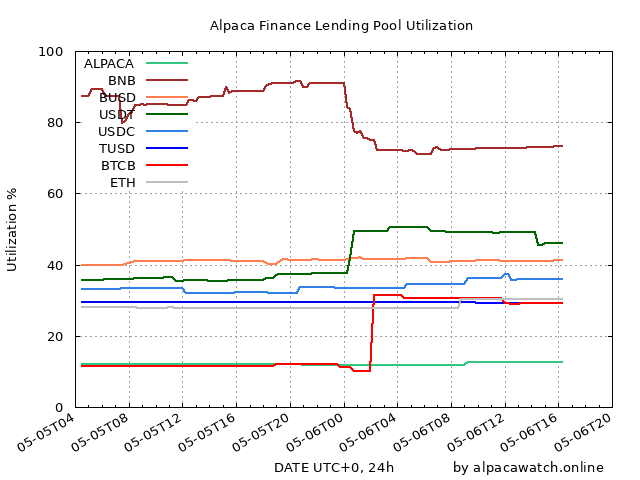 Alpaca Finance Lending Pool Utilization
100
80
60
40
20
0
Utilization %
ALPACA
BNB
BUSD
USDT
USDC
TUSD
BTCB
ETH
05-05T04
05-05T08
05-05T12
05-05T16
05-05T20
05-06T00
05-06T04
05-06T08
05-06T12
05-06T16
05-06T20
DATE UTC+0, 24h
by alpacawatch.online